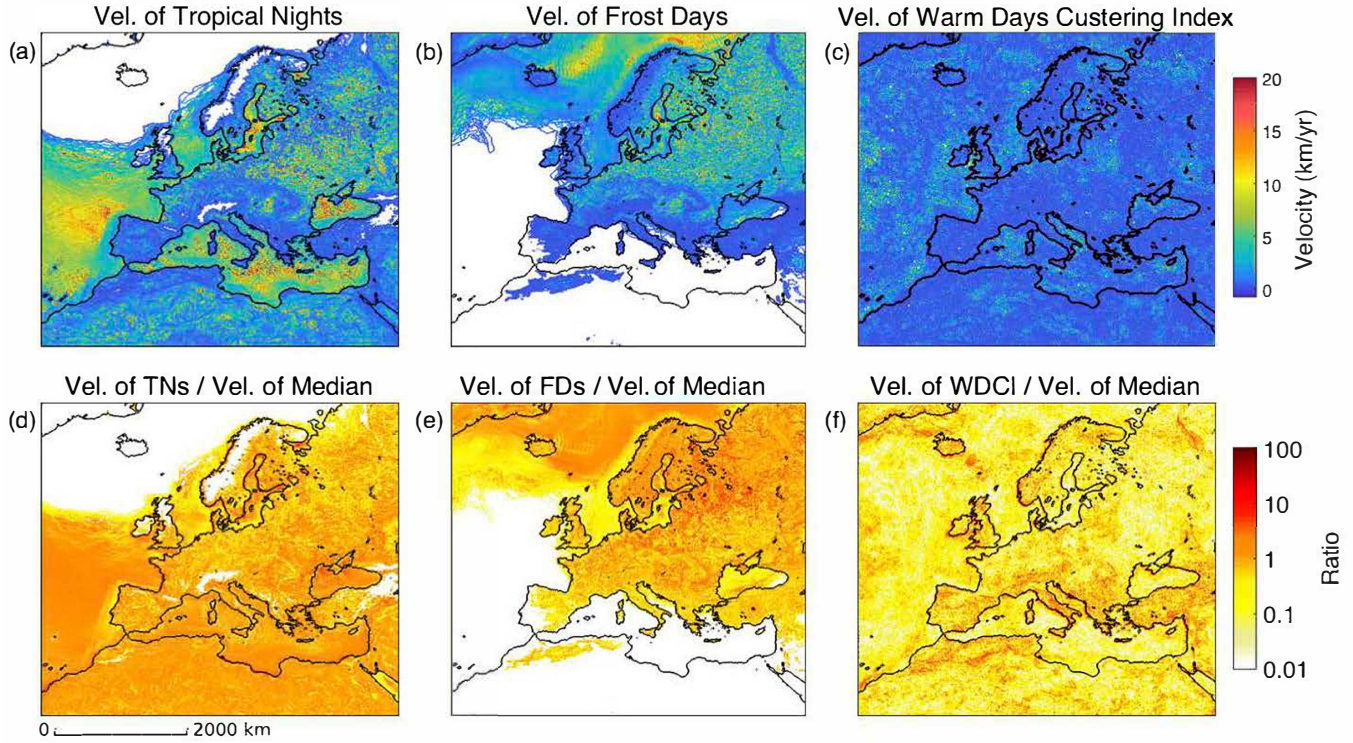 Vel. of Tropical Nights
Vel. of Frost Days
Vel. of Warm Days Custering Index
(a)
(b)
(c)
20
15
10
5
0
Velocity (km/yr)
Vel. of TNs / Vel. of Median
Vel. of FDs / Vel. of Median
Vel. of WDCI / Vel. of Median
(d)
(e)
(f)
100
10
1
0.1
0.01
Ratio
0 2000 km